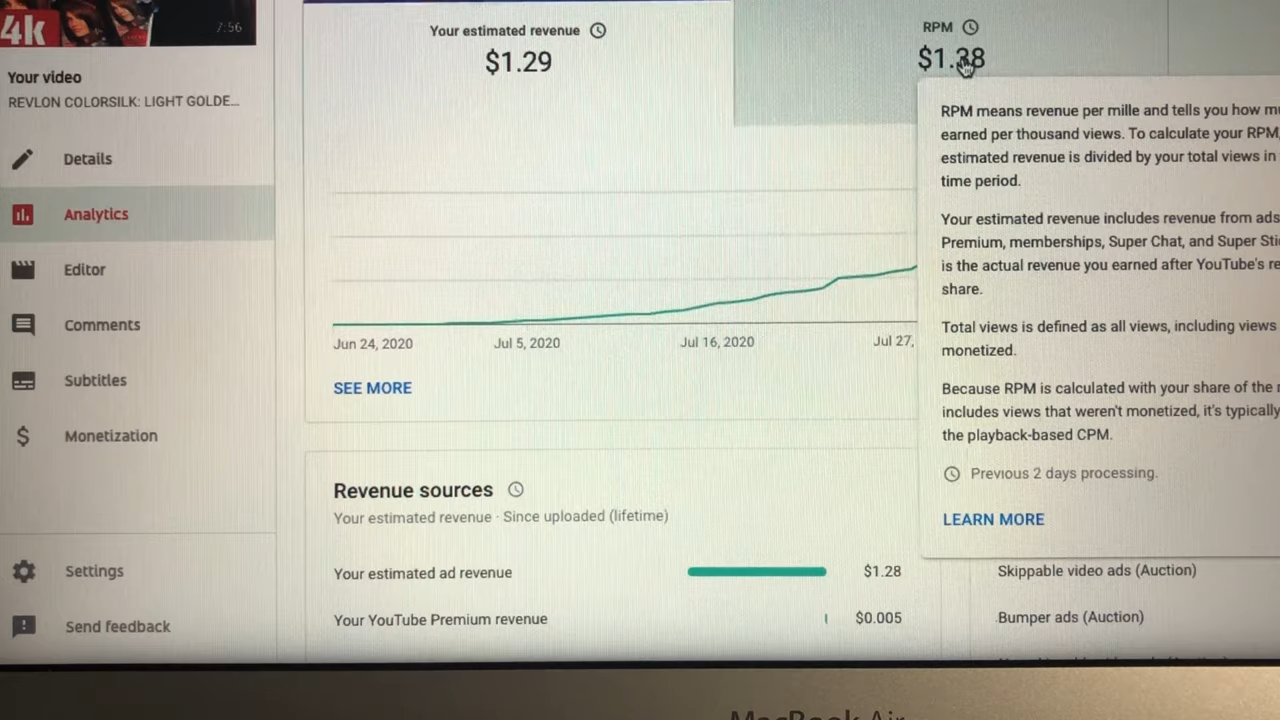 4k
7:56
Your video
REVLON COLORSILK: LIGHT GOLDE...
Details
Analytics
Editor
Comments
Subtitles
Monetization
Settings
Send feedback
Your estimated revenue
$1.29
RPM
$1.38
RPM means revenue per mille and tells you how
earned per thousand views. To calculate your RPM,
estimated revenue is divided by your total views in
time period.
Your estimated revenue includes revenue from ads
Premium, memberships, Super Chat, and Super
is the actual revenue you earned after YouTube's
share.
Total views is defined as all views, including views
monetized.
Because RPM is calculated with your share of the
includes views that weren't monetized, it's typically
the playback-based CPM.
Previous 2 days processing.
LEARN MORE
Jun 24, 2020
Jul 5, 2020
Jul 16, 2020
Jul 27,
SEE MORE
Revenue sources
Your estimated revenue · Since uploaded (lifetime)
Your estimated ad revenue
$1.28
Your YouTube Premium revenue
$0.005
Skippable video ads (Auction)
Bumper ads (Auction)
MacBook Air